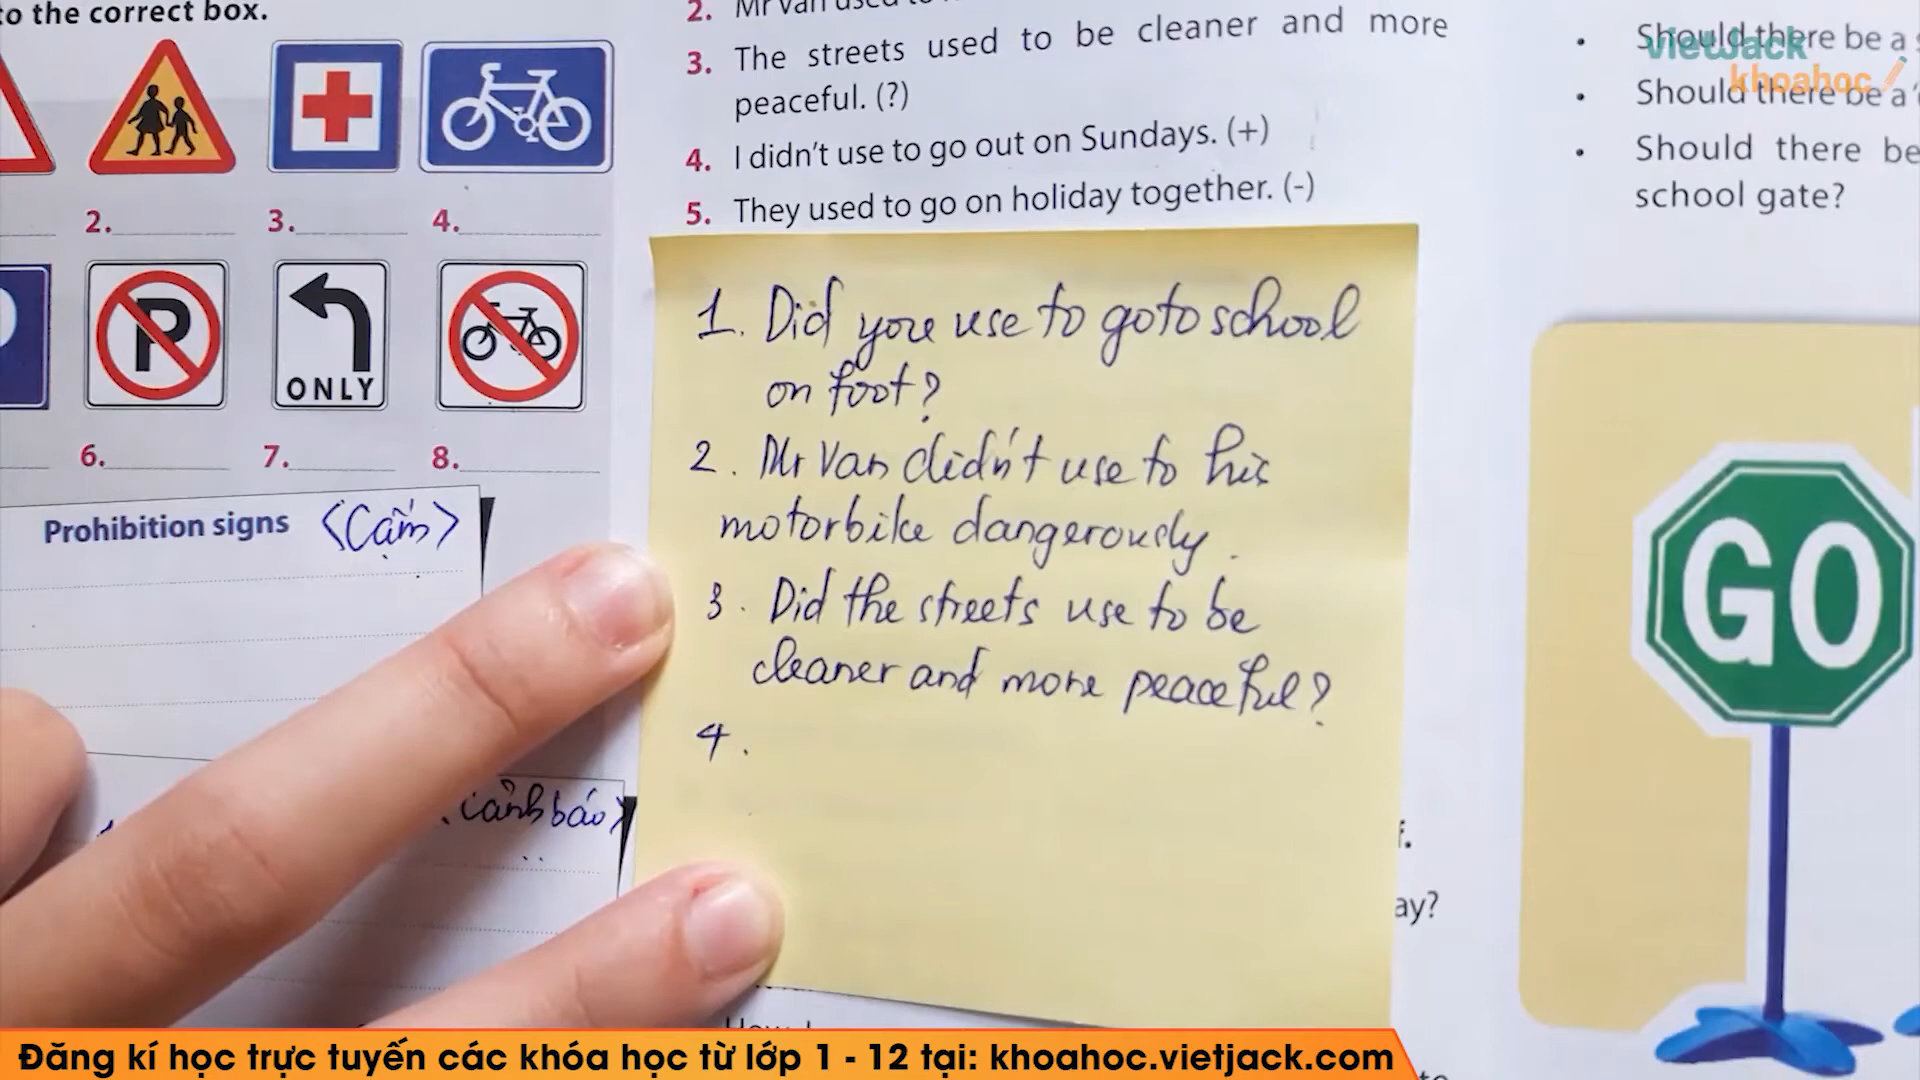 to the correct box.
2.
3.
4.
P
ONLY
6.
7.
8.
Prohibition signs <Cấm>
cảnh báo>
2. Mr Van used to
3. The streets used to be cleaner and more
peaceful. (?)
4. I didn't use to go out on Sundays. (+)
5. They used to go on holiday together. (-)
1. Did you use to go to school
on foot?
2. Mr Van didn't use to his
motorbike dangerously.
3. Did the streets use to be
cleaner and more peaceful?
4.
ay?
• Should there be a
• Should there be a
• Should there be
school gate?
vietjack
khoahoc
GO
Đăng kí học trực tuyến các khóa học từ lớp 1 - 12 tại: khoahoc.vietjack.com